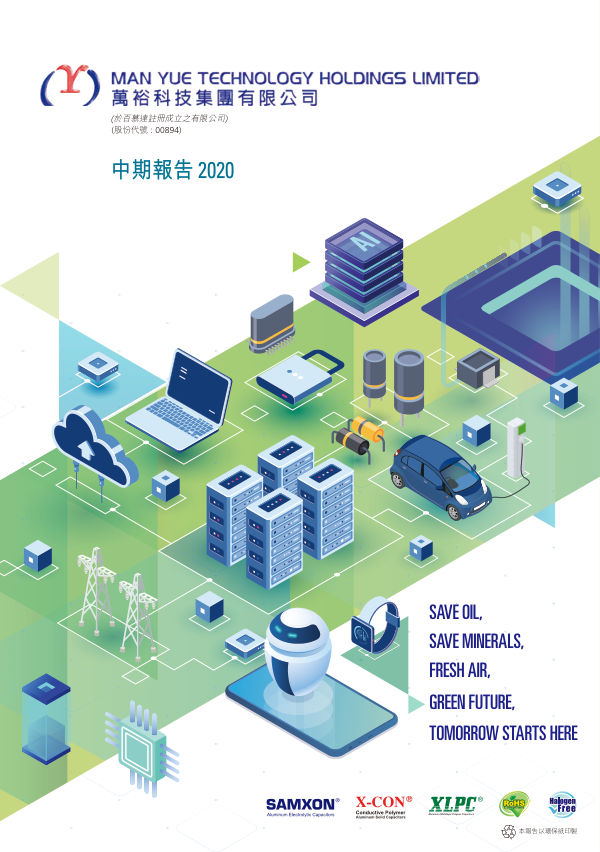 MAN YUE TECHNOLOGY HOLDINGS LIMITED
萬裕科技集團有限公司
(於百慕達註冊成立之有限公司)
(股份代號 : 00894)
中期報告 2020
AI
SAVE OIL,
SAVE MINERALS,
FRESH AIR,
GREEN FUTURE,
TOMORROW STARTS HERE
SAMXON®
Aluminum Electrolytic Capacitors
X-CON®
Conductive Polymer
Aluminum Solid Capacitors
XLPC®
RoHS
Halogen
Free
本報告以環保紙印製